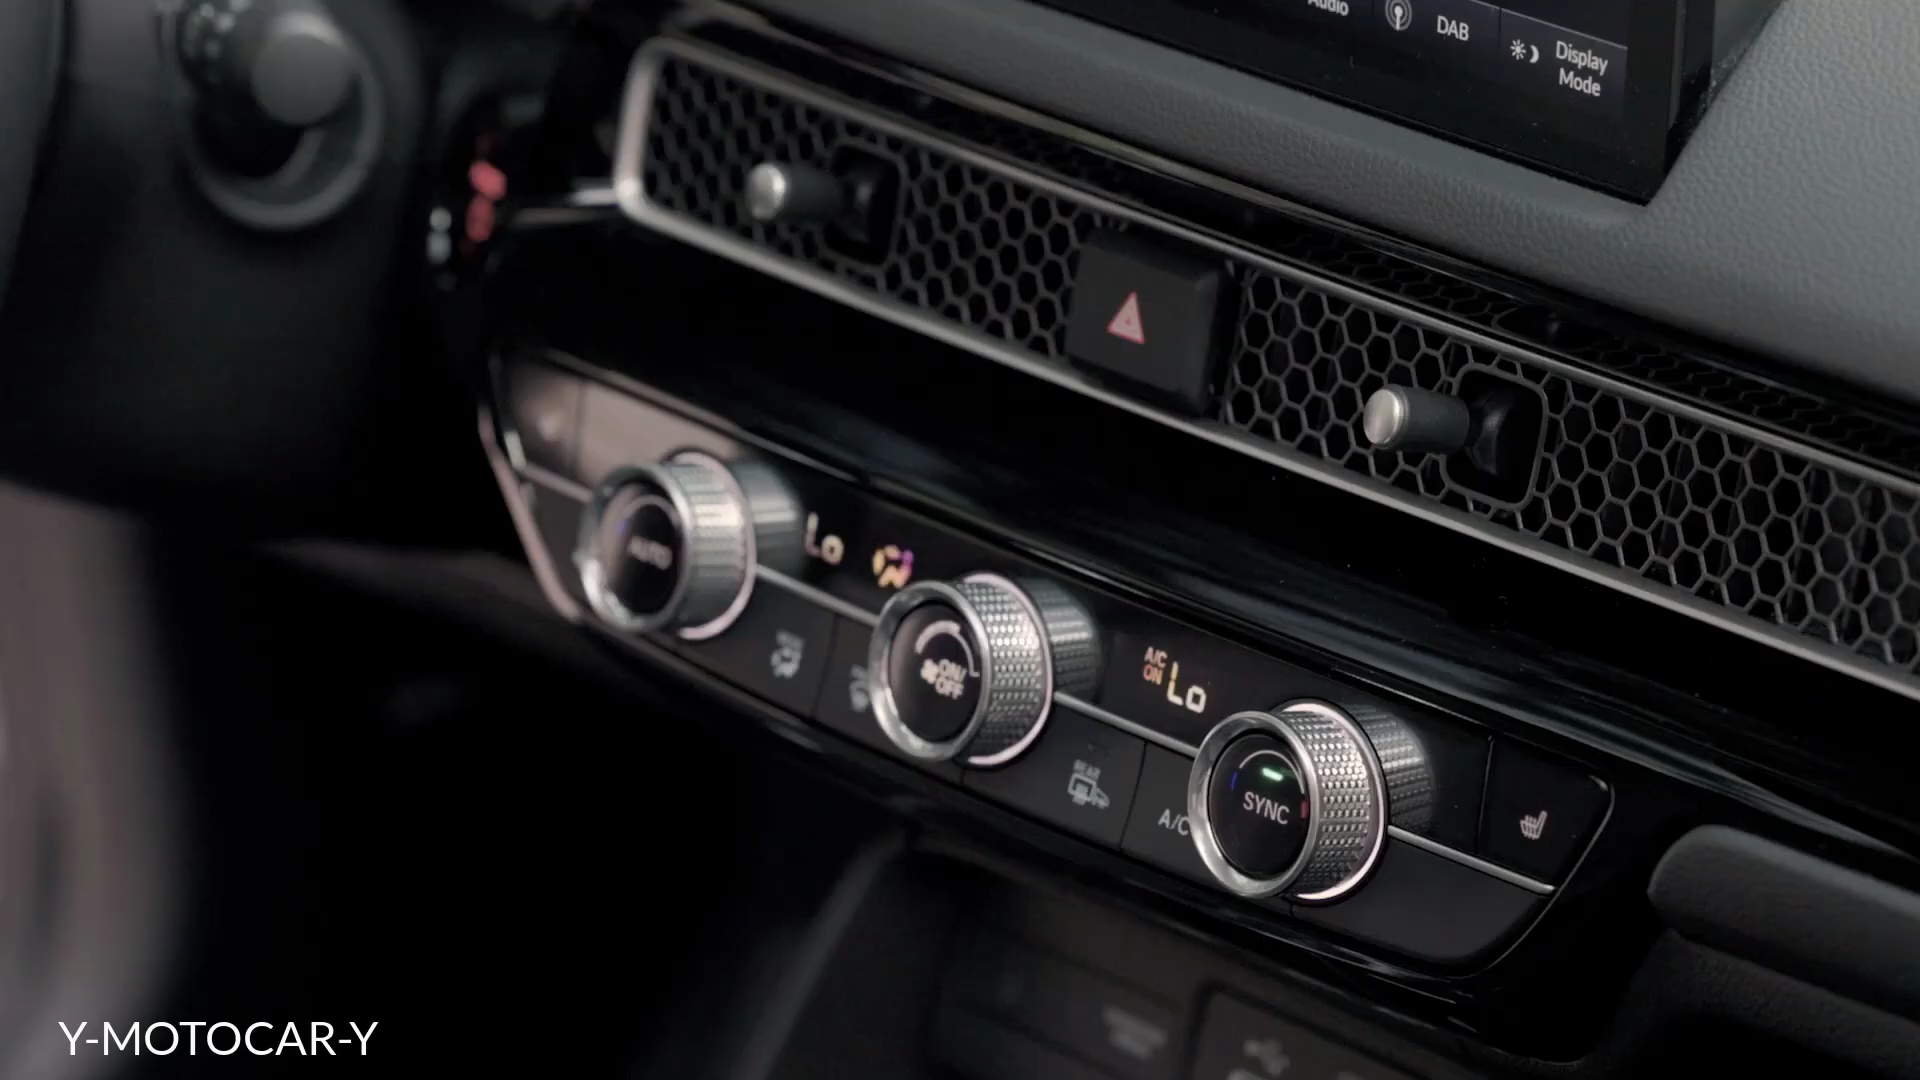 Audio
DAB
Display
Mode
AUTO
Lo
ON/
OFF
A/C
ON
Lo
REAR
A/C
SYNC
Y-MOTOCAR-Y